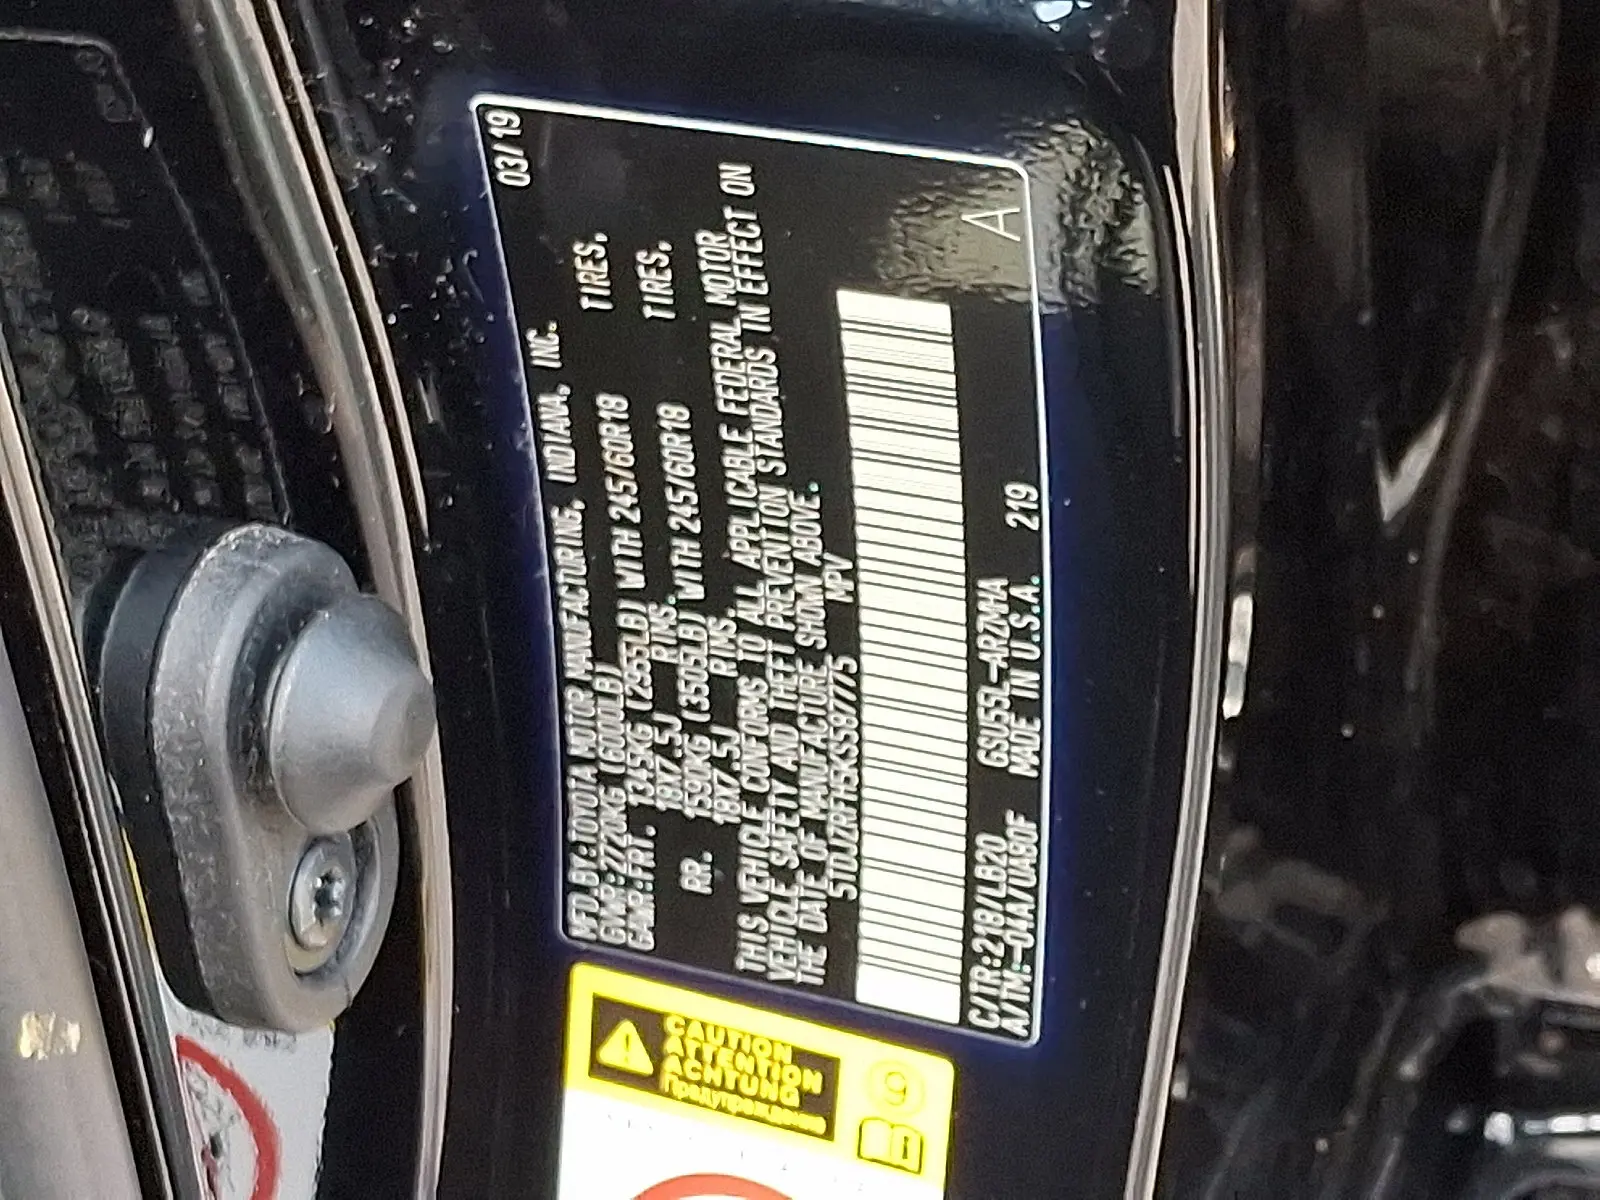 03/19
MFD.BY:TOYOTA MOTOR MANUFACTURING, INDIANA, INC.
GVWR:2720KG (6000LB)
GAWR:FRT. 1345KG (2965LB) WITH 245/60R18 TIRES,
18X7.5J RIMS.
RR. 1590KG (3505LB) WITH 245/60R18 TIRES,
18X7.5J RIMS.
THIS VEHICLE CONFORMS TO ALL APPLICABLE FEDERAL MOTOR
VEHICLE SAFETY AND THEFT PREVENTION STANDARDS IN EFFECT ON
THE DATE OF MANUFACTURE SHOWN ABOVE.
5TDJZRFH5KS597775 MPV
C/TR:218/LB20 GSU55L-ARZMHA
A/TM:-04A/UA80F MADE IN U.S.A. 219
A
CAUTION
ATTENTION
ACHTUNG
Предупреждение
9